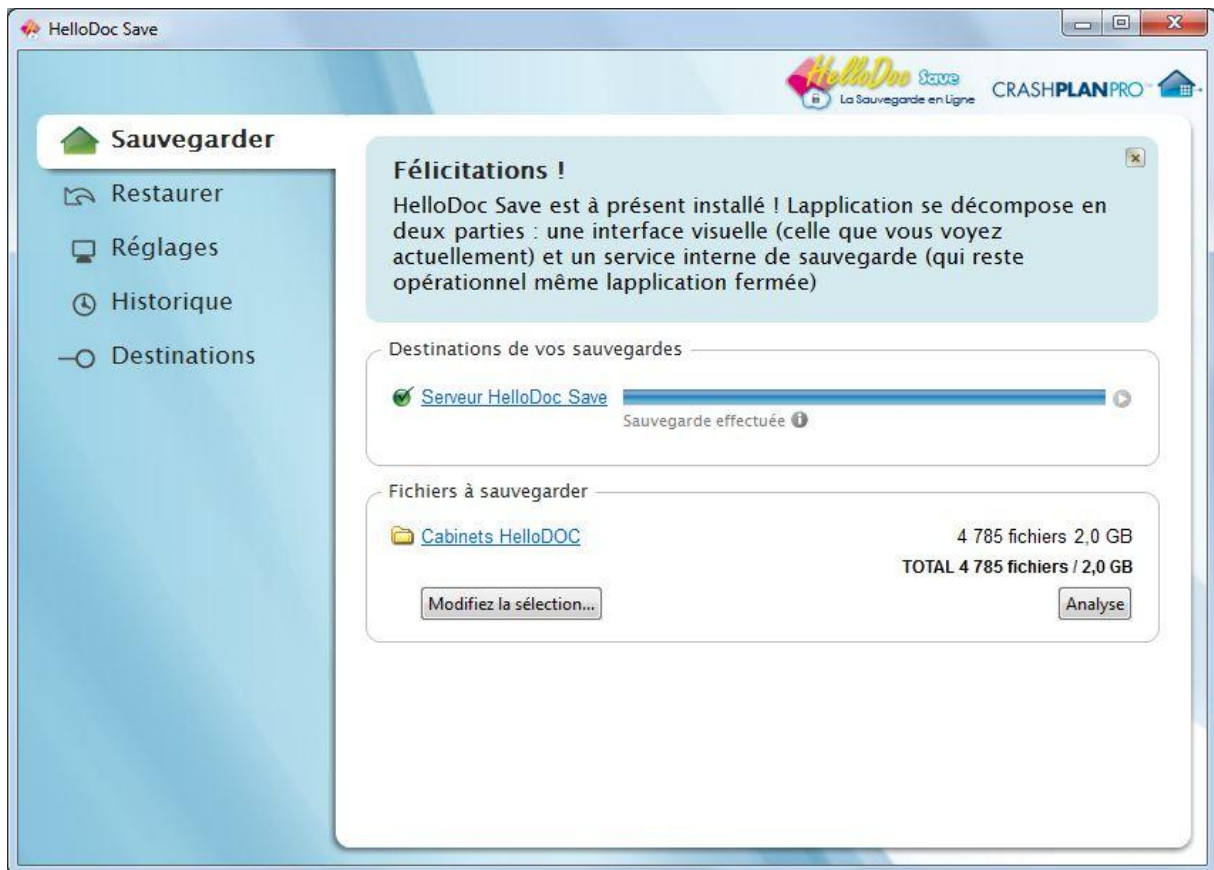 HelloDoc Save
HelloDoc Save
La Sauvegarde en Ligne
CRASHPLANPRO
Sauvegarder
Restaurer
Réglages
Historique
Destinations
Félicitations !
HelloDoc Save est à présent installé ! Lapplication se décompose en
deux parties : une interface visuelle (celle que vous voyez
actuellement) et un service interne de sauvegarde (qui reste
opérationnel même lapplication fermée)
Destinations de vos sauvegardes
Serveur HelloDoc Save
Sauvegarde effectuée
Fichiers à sauvegarder
Cabinets HelloDOC 4 785 fichiers 2,0 GB
TOTAL 4 785 fichiers / 2,0 GB
Modifiez la sélection... Analyse